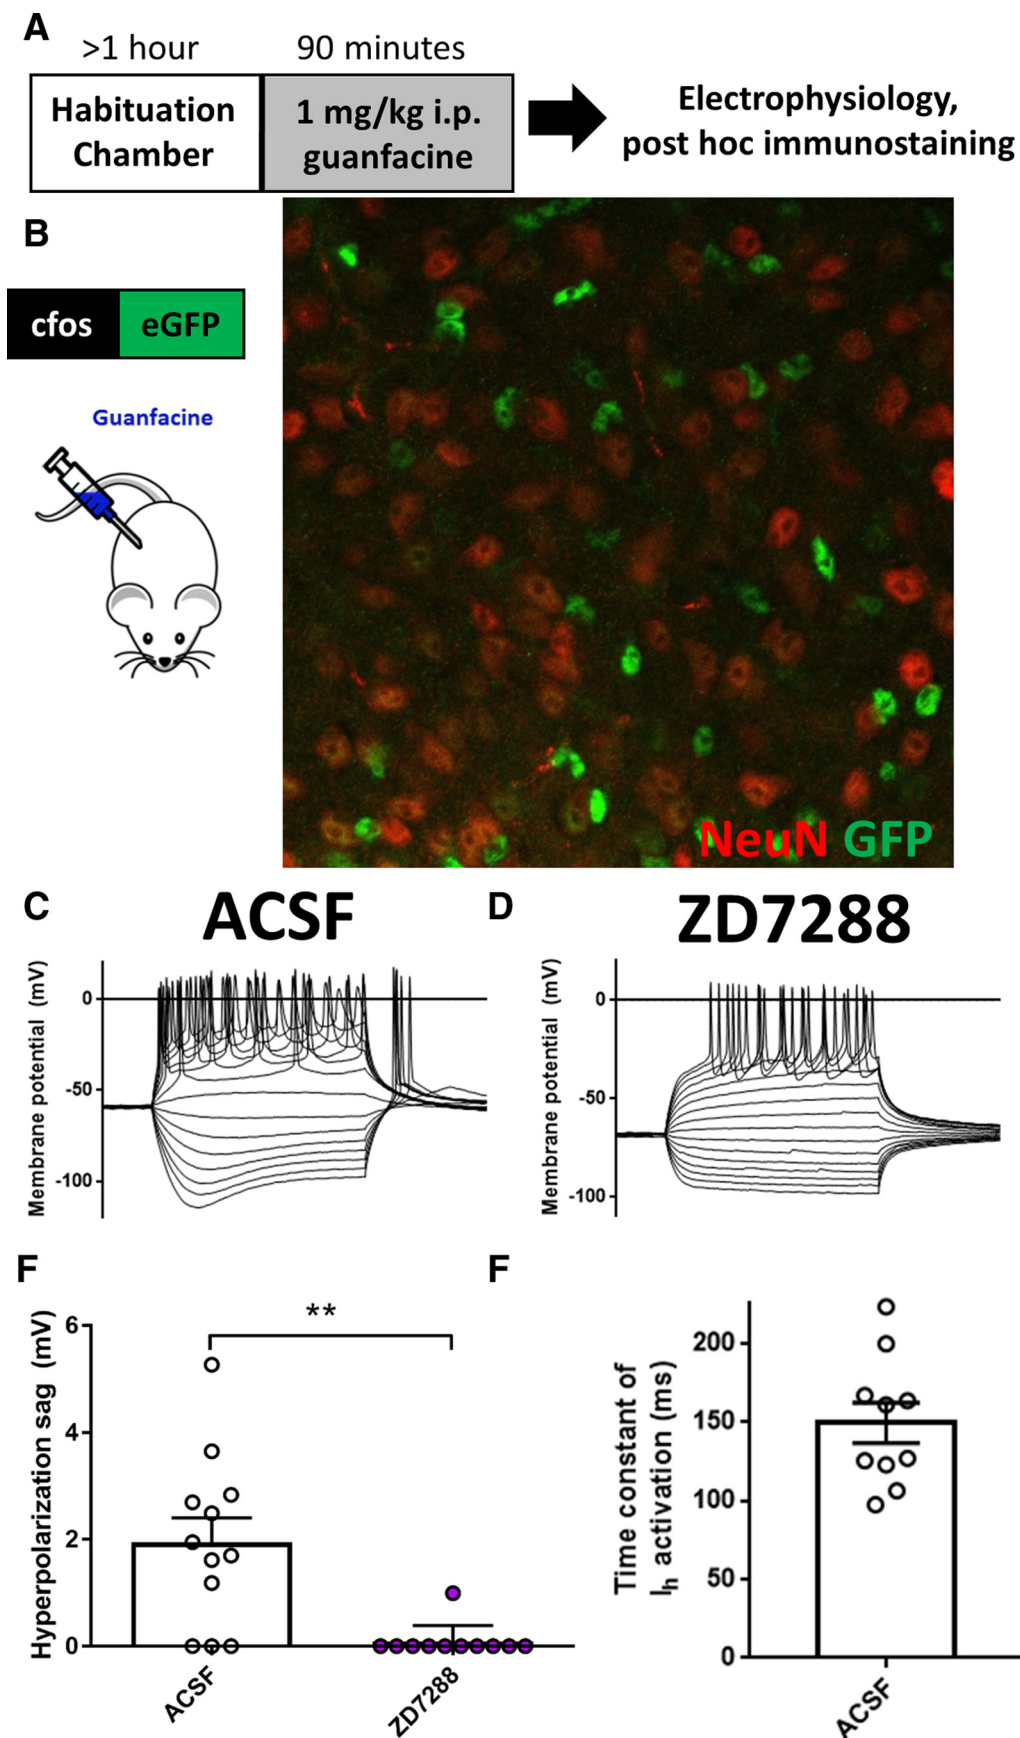 A
>1 hour
90 minutes
Habituation
Chamber
1 mg/kg i.p.
guanfacine
Electrophysiology,
post hoc immunostaining
B
cfos
eGFP
Guanfacine
NeuN GFP
C
ACSF
Membrane potential (mV)
0
-50
-100
D
ZD7288
Membrane potential (mV)
0
-50
-100
F
Hyperpolarization sag (mV)
6
4
2
0
**
ACSF
ZD7288
F
Time constant of
Ih activation (ms)
200
150
100
50
0
ACSF